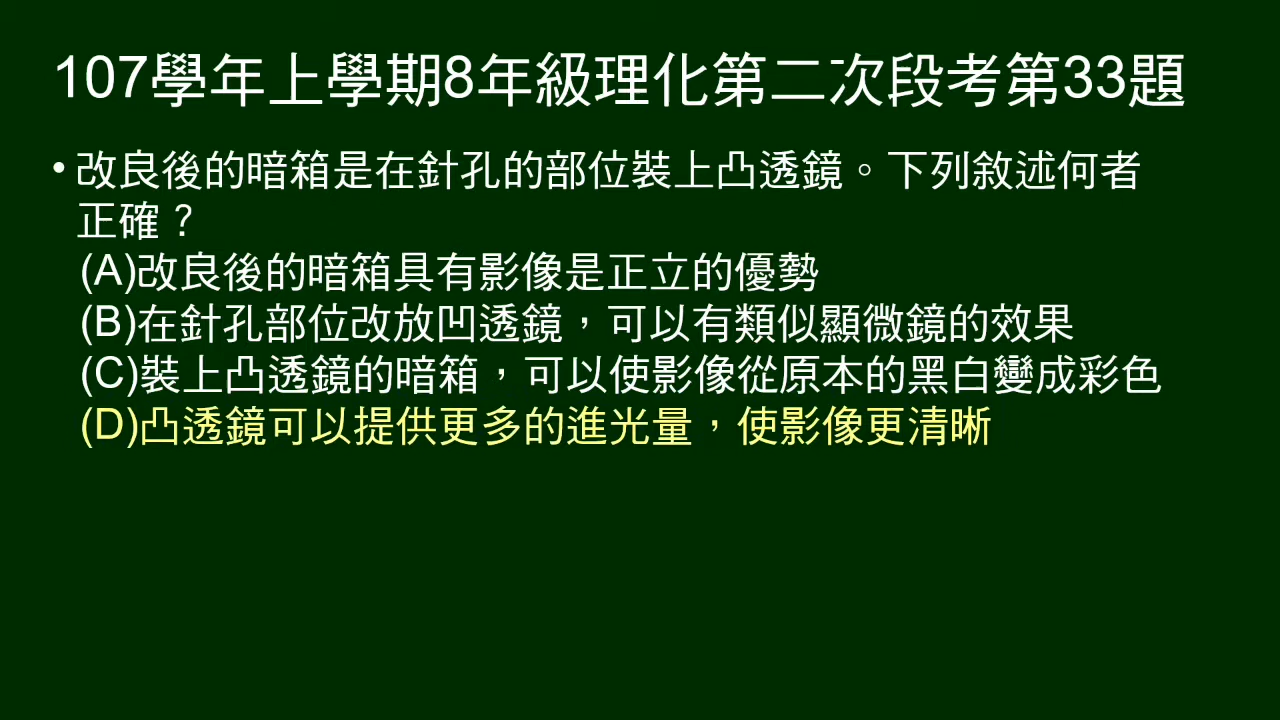 107學年上學期8年級理化第二次段考第33題
• 改良後的暗箱是在針孔的部位裝上凸透鏡。下列敘述何者
正確？
(A)改良後的暗箱具有影像是正立的優勢
(B)在針孔部位改放凹透鏡，可以有類似顯微鏡的效果
(C)裝上凸透鏡的暗箱，可以使影像從原本的黑白變成彩色
(D)凸透鏡可以提供更多的進光量，使影像更清晰